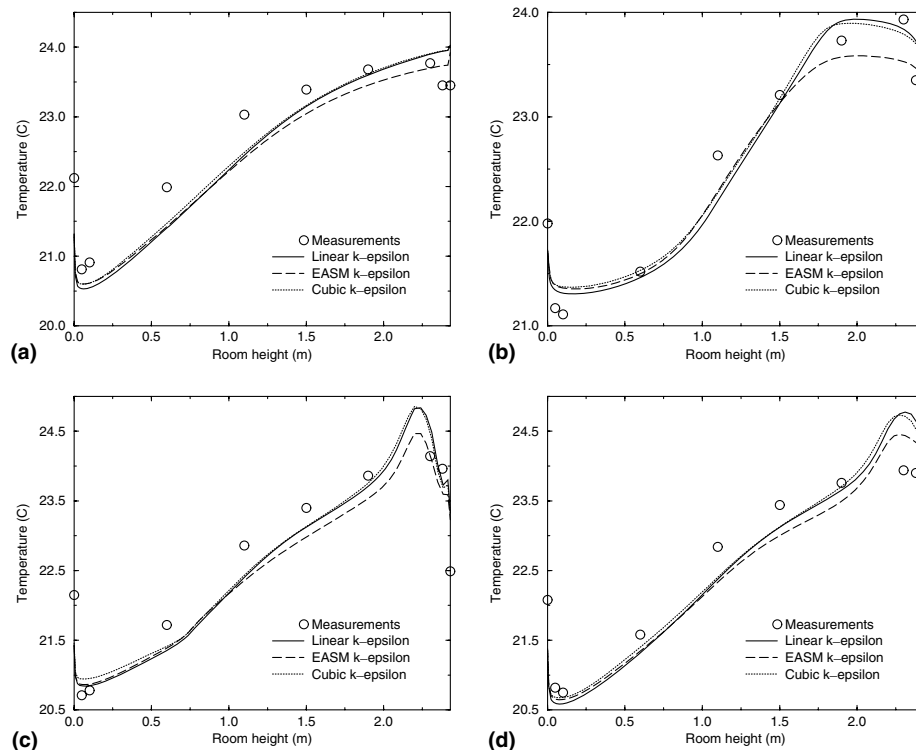 24.0
23.0
22.0
21.0
20.0
Temperature (C)
Measurements
Linear k–epsilon
EASM k–epsilon
Cubic k–epsilon
0.0 0.5 1.0 1.5 2.0
Room height (m)
(a)
24.0
23.0
22.0
21.0
Temperature (C)
Measurements
Linear k–epsilon
EASM k–epsilon
Cubic k–epsilon
0.0 0.5 1.0 1.5 2.0
Room height (m)
(b)
24.5
23.5
22.5
21.5
20.5
Temperature (C)
Measurements
Linear k–epsilon
EASM k–epsilon
Cubic k–epsilon
0.0 0.5 1.0 1.5 2.0
Room height (m)
(c)
24.5
23.5
22.5
21.5
20.5
Temperature (C)
Measurements
Linear k–epsilon
EASM k–epsilon
Cubic k–epsilon
0.0 0.5 1.0 1.5 2.0
Room height (m)
(d)